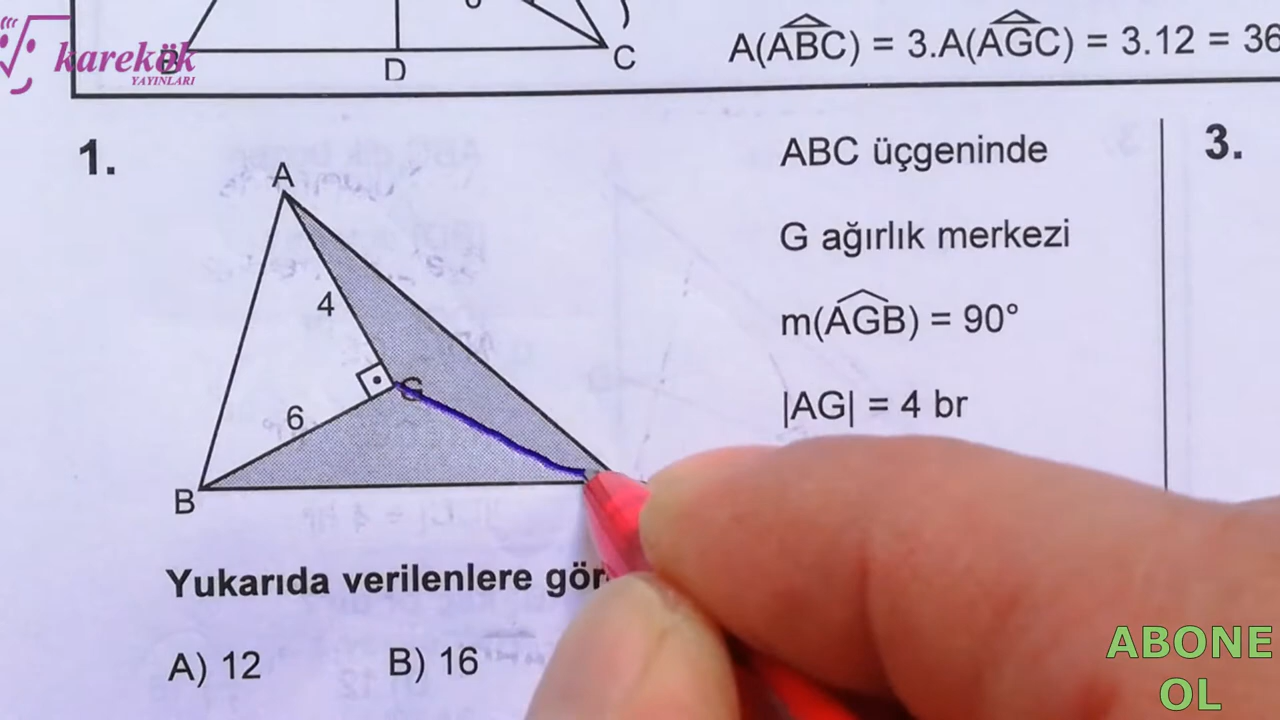 karekök
YAYINLARI
B
D
C
A(ABC) = 3.A(AGC) = 3.12 = 36
1.
A
4
G
6
B
ABC üçgeninde
G ağırlık merkezi
m(AGB) = 90°
|AG| = 4 br
3.
Yukarıda verilenlere gör
A) 12
B) 16
ABONE
OL